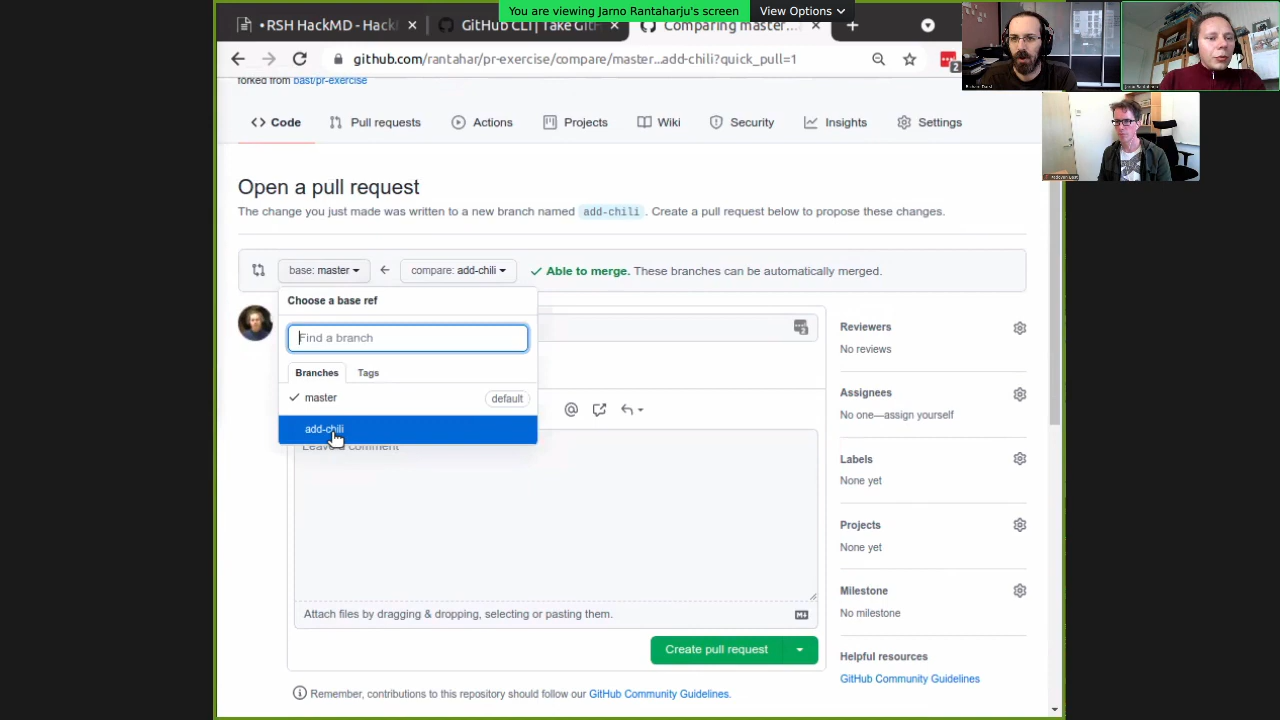 You are viewing Jarno Rantaharju's screen
View Options
•RSH HackMD - Hack
GitHub CLI | Take GitH
Comparing master...
github.com/rantahar/pr-exercise/compare/master...add-chili?quick_pull=1
2
forked from bast/pr-exercise
Code
Pull requests
Actions
Projects
Wiki
Security
Insights
Settings
Open a pull request
The change you just made was written to a new branch named add-chili . Create a pull request below to propose these changes.
base: master
compare: add-chili
Able to merge. These branches can be automatically merged.
Choose a base ref
Find a branch
Branches
Tags
master
default
add-chili
Leave a comment
Attach files by dragging & dropping, selecting or pasting them.
Create pull request
Remember, contributions to this repository should follow our GitHub Community Guidelines.
Reviewers
No reviews
Assignees
No one—assign yourself
Labels
None yet
Projects
None yet
Milestone
No milestone
Helpful resources
GitHub Community Guidelines